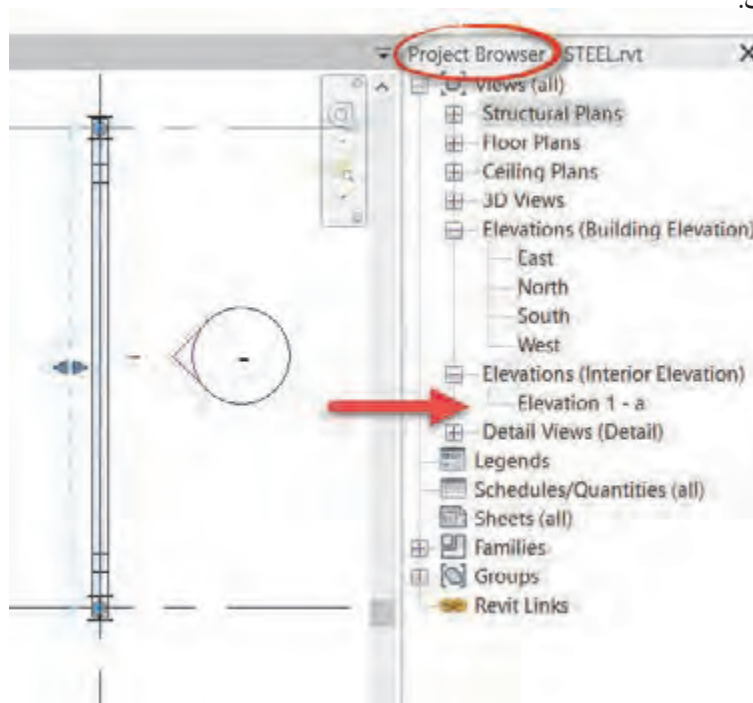 Project Browser STEEL.rvt
Views (all)
Structural Plans
Floor Plans
Ceiling Plans
3D Views
Elevations (Building Elevation)
East
North
South
West
Elevations (Interior Elevation)
Elevation 1 - a
Detail Views (Detail)
Legends
Schedules/Quantities (all)
Sheets (all)
Families
Groups
Revit Links